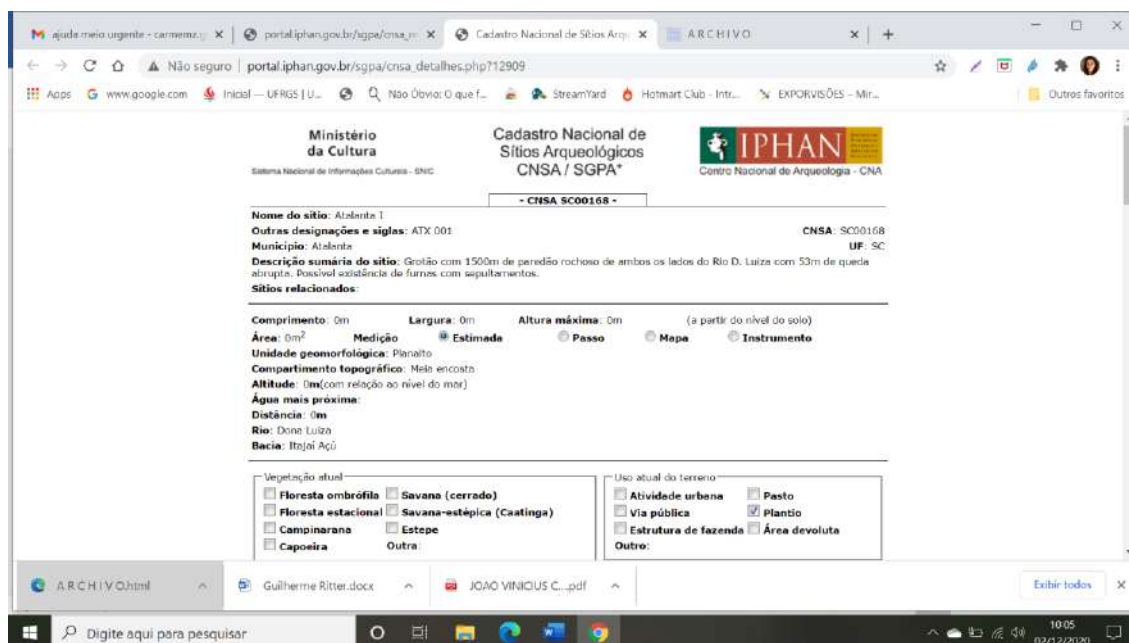 ajuda meio urgente - carmemz.g
portal.iphan.gov.br/sgpa/cnsa_re
Cadastro Nacional de Sítios Arqu
ARCHIVO
Não seguro | portal.iphan.gov.br/sgpa/cnsa_detalhes.php?12909
Apps www.google.com Inicial — UFRGS | U... Não Óbvio: O que f... StreamYard Hotmart Club - Intr... EXPORVISÕES – Mir... Outros favoritos
Ministério
da Cultura
Sistema Nacional de Informações Culturais - SNIC
Cadastro Nacional de
Sítios Arqueológicos
CNSA / SGPA*
IPHAN
Centro Nacional de Arqueologia - CNA
- CNSA SC00168 -
Nome do sítio: Atalanta I
Outras designações e siglas: ATX 001 CNSA: SC00168
Município: Atalanta UF: SC
Descrição sumária do sítio: Grotão com 1500m de paredão rochoso de ambos os lados do Rio D. Luiza com 53m de queda
abrupta. Possível existência de furnas com sepultamentos.
Sítios relacionados:
Comprimento: 0m Largura: 0m Altura máxima: 0m (a partir do nível do solo)
Área: 0m² Medição Estimada Passo Mapa Instrumento
Unidade geomorfológica: Planalto
Compartimento topográfico: Meia encosta
Altitude: 0m(com relação ao nível do mar)
Água mais próxima:
Distância: 0m
Rio: Dona Luiza
Bacia: Itajaí Açú
Vegetação atual
Floresta ombrófila Savana (cerrado)
Floresta estacional Savana-estépica (Caatinga)
Campinarana Estepe
Capoeira Outra:
Uso atual do terreno
Atividade urbana Pasto
Via pública Plantio
Estrutura de fazenda Área devoluta
Outro:
ARCHIVO.html Guilherme Ritter.docx JOAO VINICIUS C....pdf Exibir todos
Digite aqui para pesquisar
10:05
02/12/2020